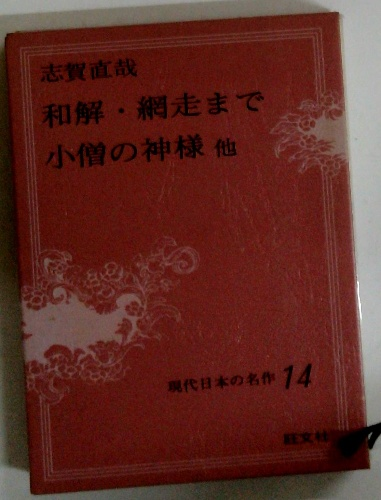 志賀直哉
和解・網走まで
小僧の神様 他
現代日本の名作 14
旺文社